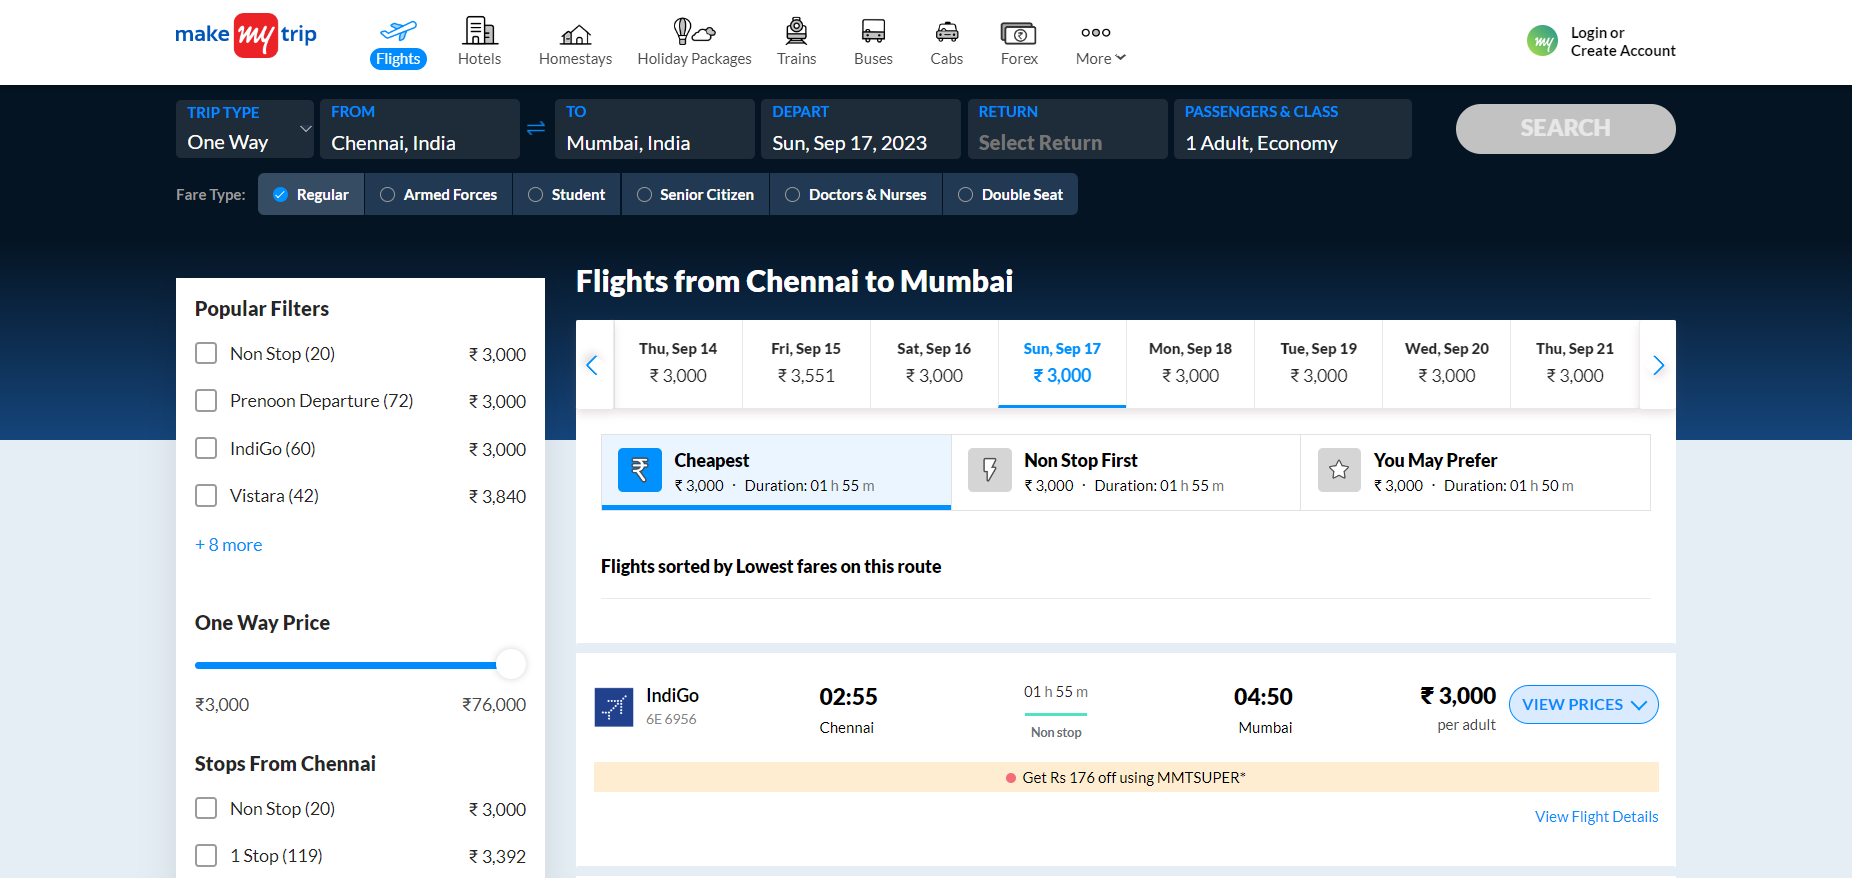 make my trip
Flights
Hotels
Homestays
Holiday Packages
Trains
Buses
Cabs
Forex
More
my
Login or
Create Account
TRIP TYPE
One Way
FROM
Chennai, India
TO
Mumbai, India
DEPART
Sun, Sep 17, 2023
RETURN
Select Return
PASSENGERS & CLASS
1 Adult, Economy
SEARCH
Fare Type:
Regular
Armed Forces
Student
Senior Citizen
Doctors & Nurses
Double Seat
Popular Filters
Non Stop (20) ₹ 3,000
Prenoon Departure (72) ₹ 3,000
IndiGo (60) ₹ 3,000
Vistara (42) ₹ 3,840
+ 8 more
One Way Price
₹3,000 ₹76,000
Stops From Chennai
Non Stop (20) ₹ 3,000
1 Stop (119) ₹ 3,392
Flights from Chennai to Mumbai
Thu, Sep 14
₹ 3,000
Fri, Sep 15
₹ 3,551
Sat, Sep 16
₹ 3,000
Sun, Sep 17
₹ 3,000
Mon, Sep 18
₹ 3,000
Tue, Sep 19
₹ 3,000
Wed, Sep 20
₹ 3,000
Thu, Sep 21
₹ 3,000
₹
Cheapest
₹ 3,000 · Duration: 01 h 55 m
Non Stop First
₹ 3,000 · Duration: 01 h 55 m
You May Prefer
₹ 3,000 · Duration: 01 h 50 m
Flights sorted by Lowest fares on this route
IndiGo
6E 6956
02:55
Chennai
01 h 55 m
Non stop
04:50
Mumbai
₹ 3,000
per adult
VIEW PRICES
Get Rs 176 off using MMTSUPER*
View Flight Details